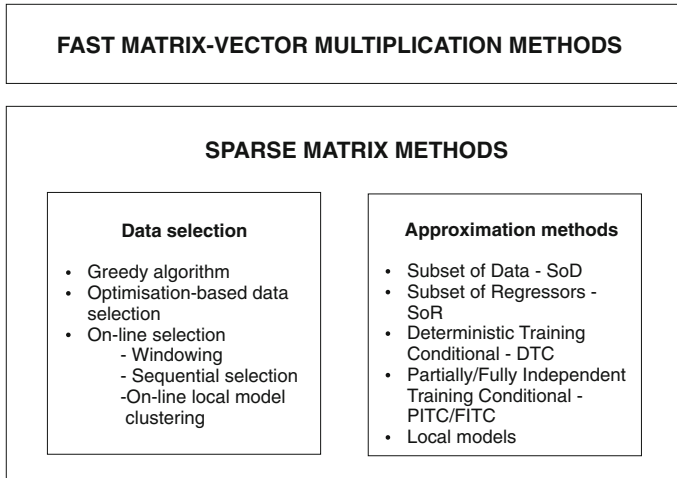 FAST MATRIX-VECTOR MULTIPLICATION METHODS
SPARSE MATRIX METHODS
Data selection
• Greedy algorithm
• Optimisation-based data
selection
• On-line selection
- Windowing
- Sequential selection
-On-line local model
clustering
Approximation methods
• Subset of Data - SoD
• Subset of Regressors -
SoR
• Deterministic Training
Conditional - DTC
• Partially/Fully Independent
Training Conditional -
PITC/FITC
• Local models